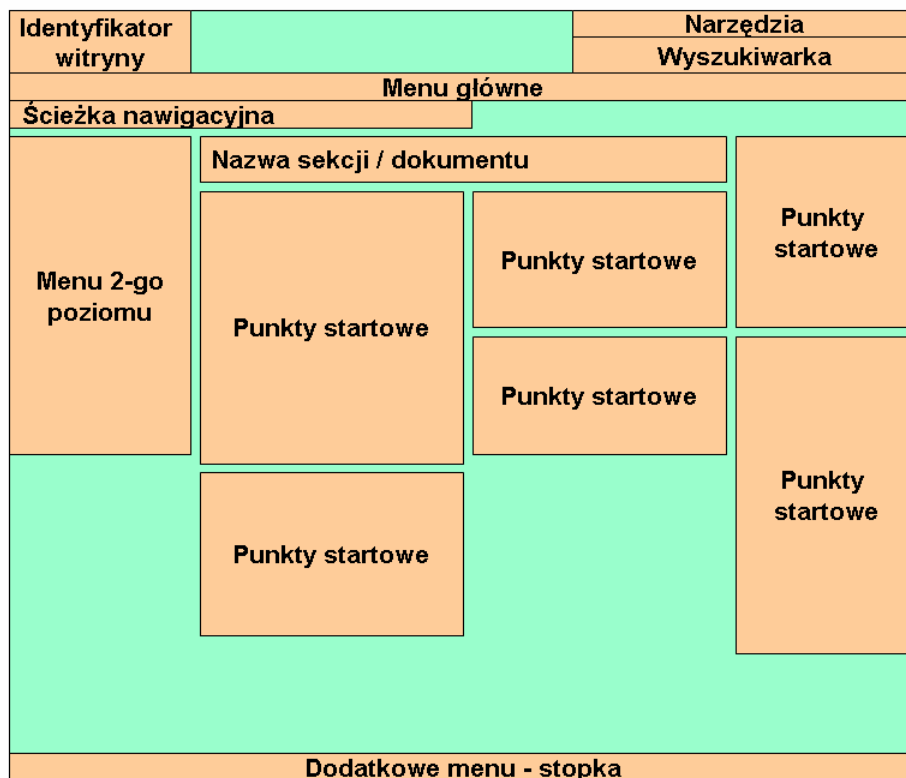 Identyfikator
witryny
Narzędzia
Wyszukiwarka
Menu główne
Ścieżka nawigacyjna
Nazwa sekcji / dokumentu
Menu 2-go
poziomu
Punkty startowe
Punkty startowe
Punkty
startowe
Punkty startowe
Punkty
startowe
Punkty startowe
Dodatkowe menu - stopka